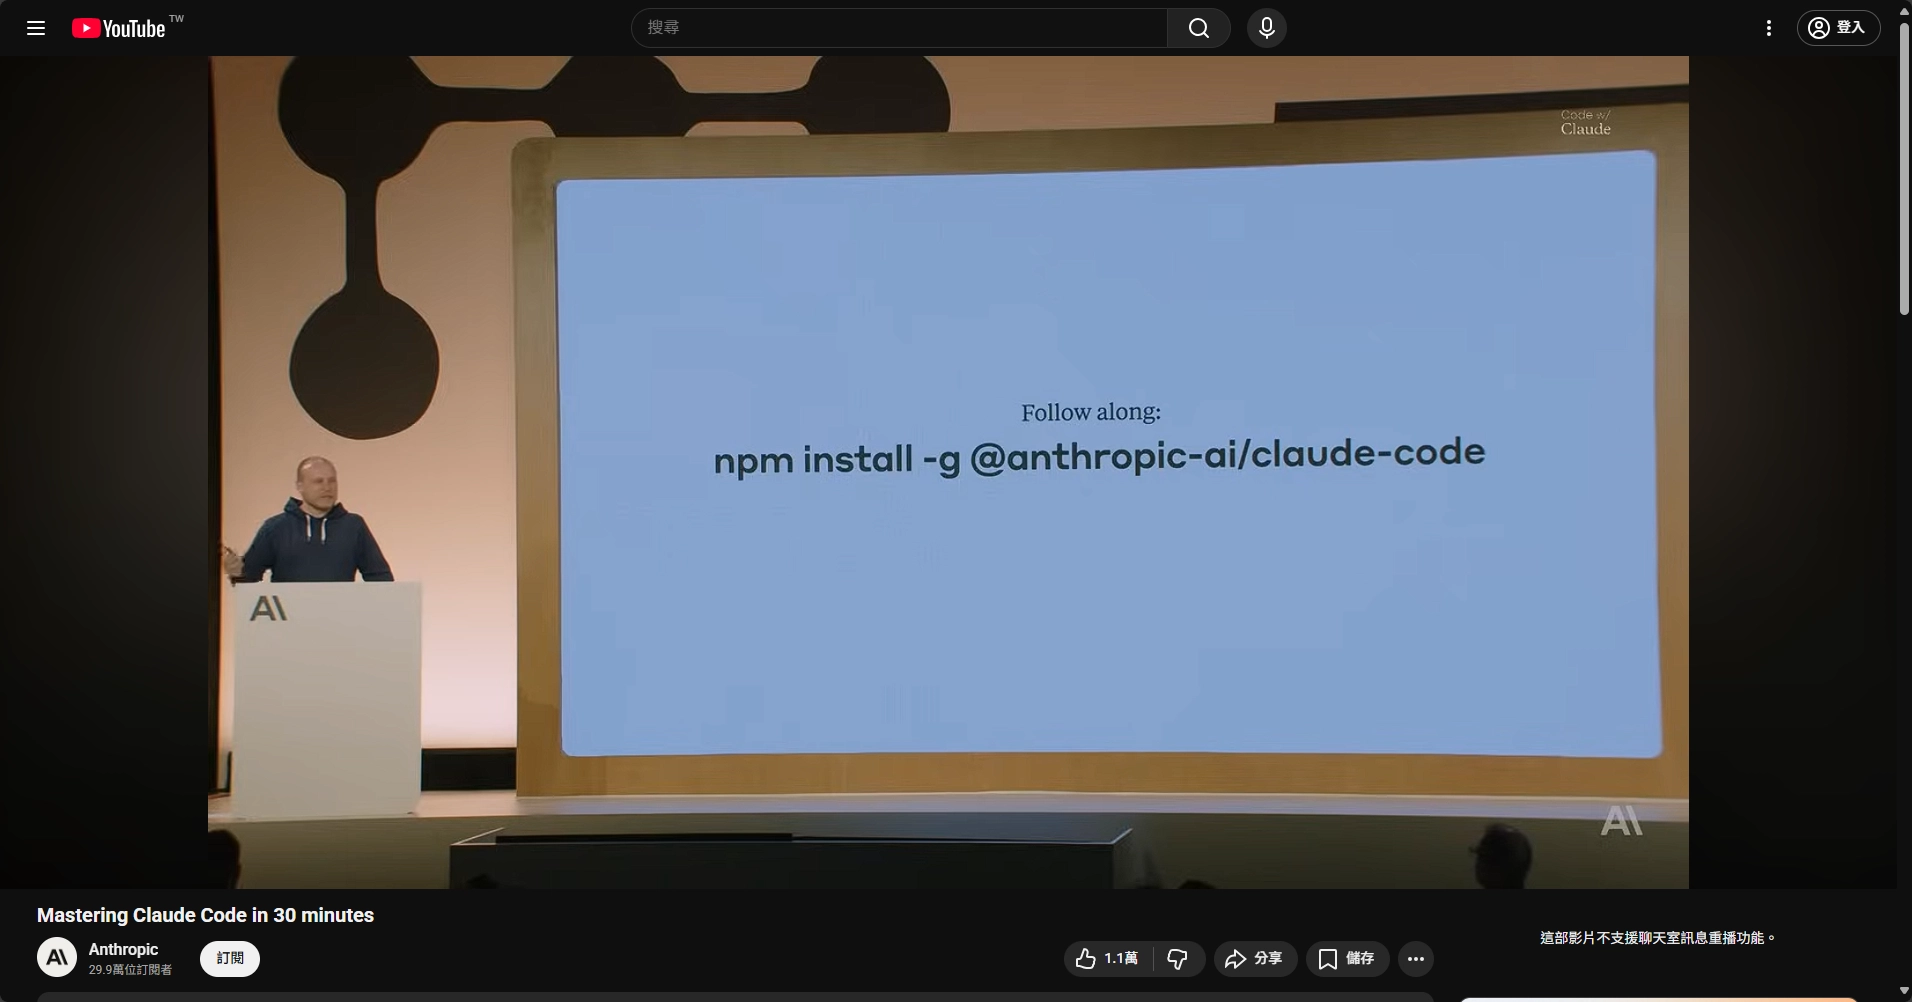 YouTube TW
搜尋
登入
Code w/
Claude
Follow along:
npm install -g @anthropic-ai/claude-code
A\
A\
Mastering Claude Code in 30 minutes
A\
Anthropic
29.9萬位訂閱者
訂閱
1.1萬
分享
儲存
這部影片不支援聊天室訊息重播功能。